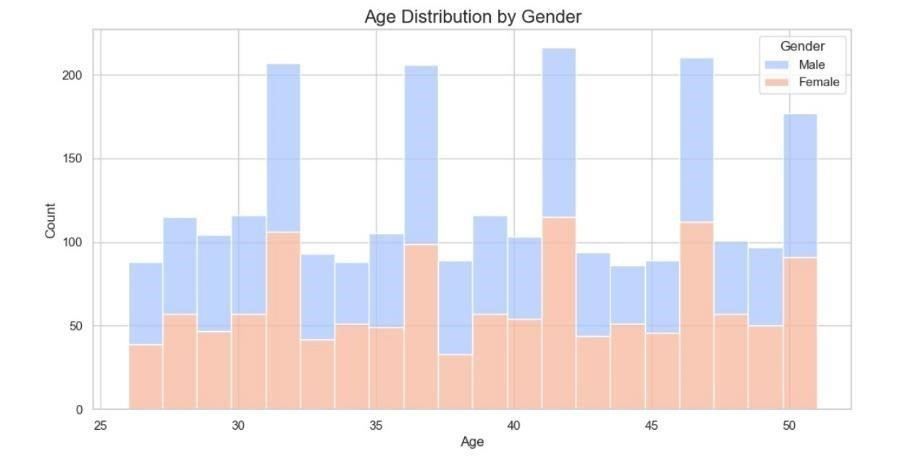 Age Distribution by Gender
Gender
Male
Female
200
150
100
50
0
Count
25 30 35 40 45 50
Age